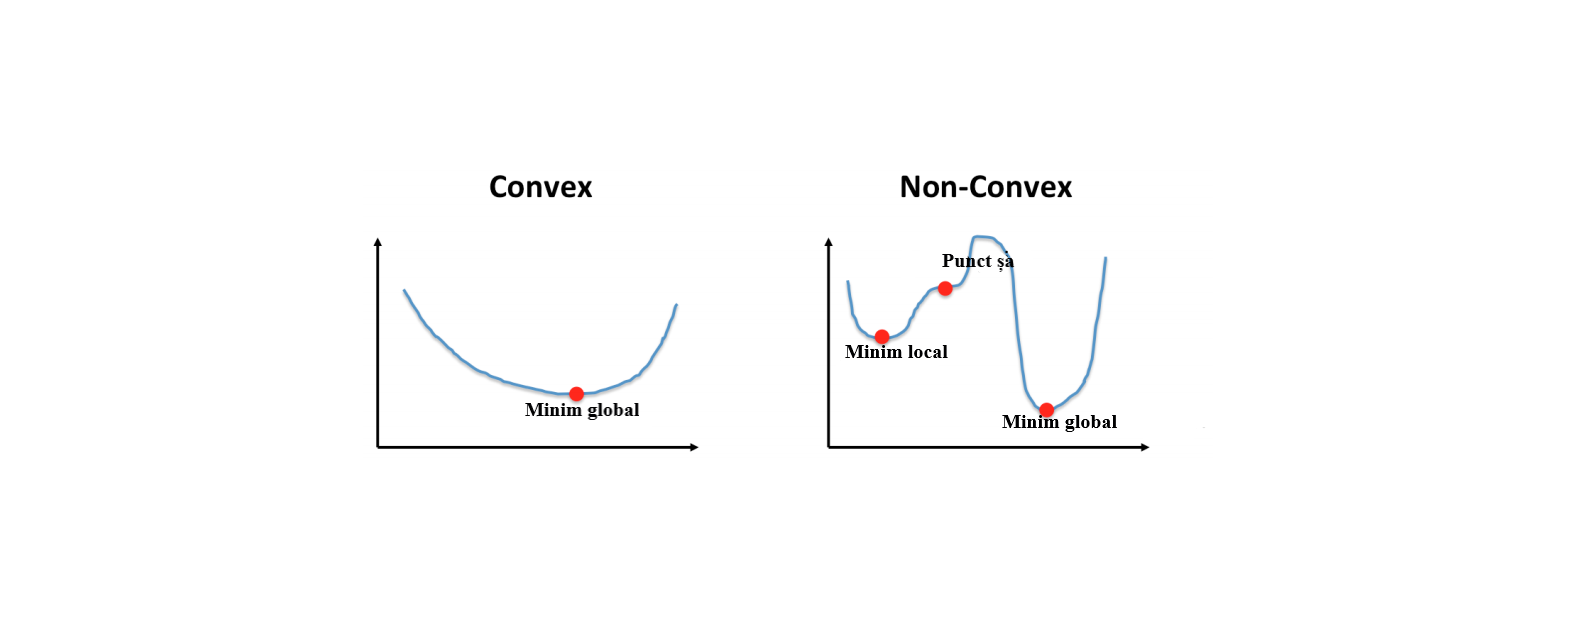 Convex
Non-Convex
Punct șa
Minim local
Minim global
Minim global